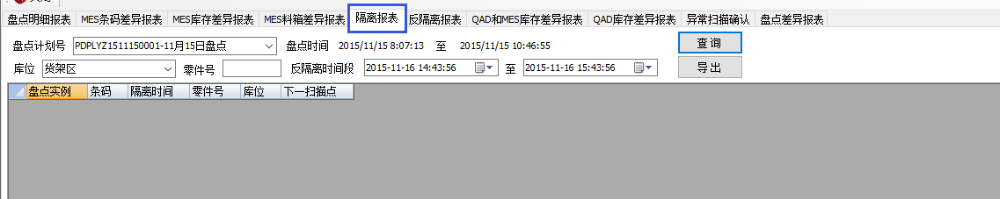 盘点明细报表 MES条码差异报表 MES库存差异报表 MES料箱差异报表 隔离报表 反隔离报表 QAD和MES库存差异报表 QAD库存差异报表 异常扫描确认 盘点差异报表
盘点计划号 PDPLYZ1511150001-11月15日盘点 盘点时间 2015/11/15 8:07:13 至 2015/11/15 10:46:55 查询
库位 货架区 零件号 反隔离时间段 2015-11-16 14:43:56 至 2015-11-16 15:43:56 导出
盘点实例 条码 隔离时间 零件号 库位 下一扫描点